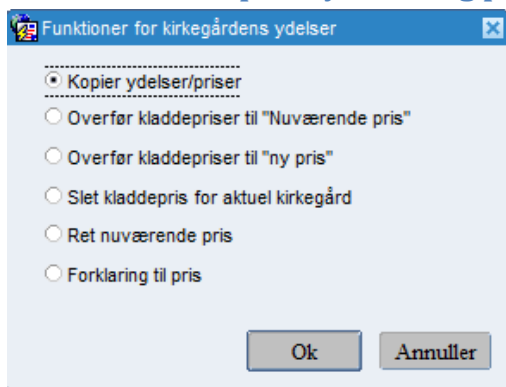 Funktioner for kirkegårdens ydelser
Kopier ydelser/priser
Overfør kladdepriser til "Nuværende pris"
Overfør kladdepriser til "ny pris"
Slet kladdepris for aktuel kirkegård
Ret nuværende pris
Forklaring til pris
Ok Annuller